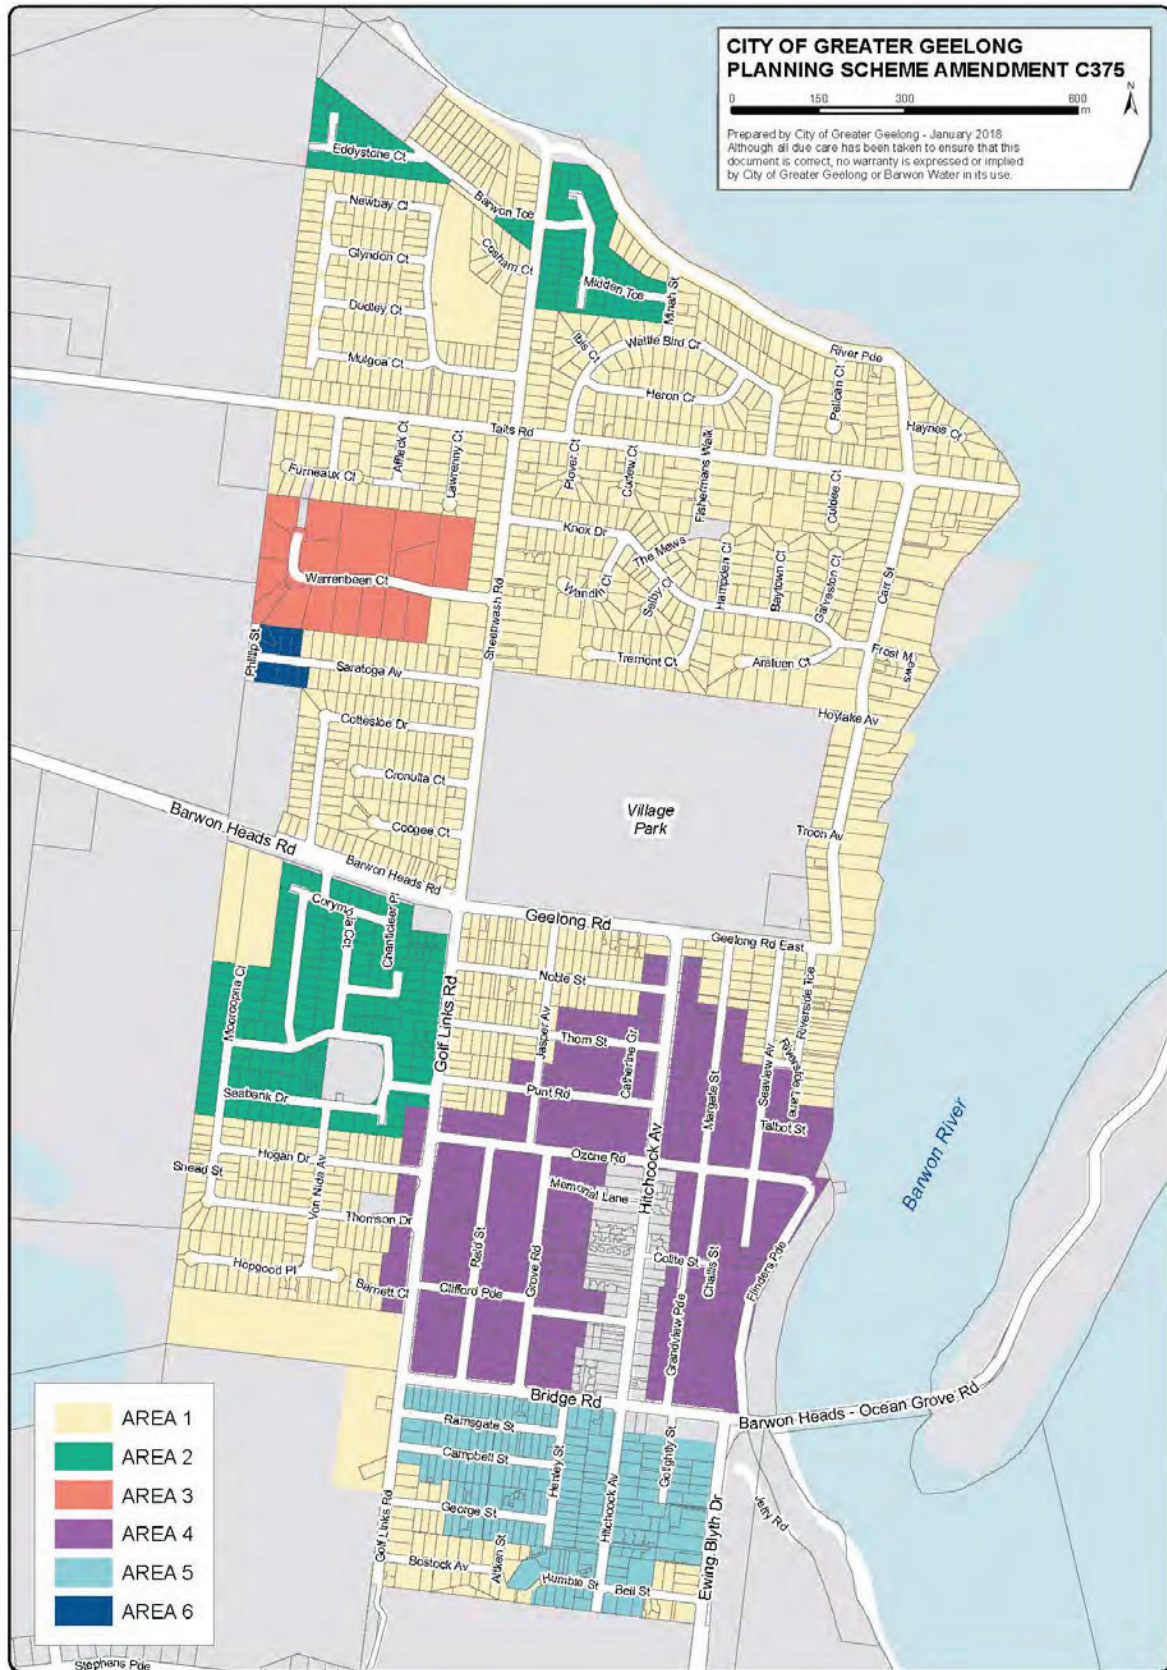 CITY OF GREATER GEELONG
PLANNING SCHEME AMENDMENT C375
0 150 300 600
m
N
Prepared by City of Greater Geelong - January 2018
Although all due care has been taken to ensure that this
document is correct, no warranty is expressed or implied
by City of Greater Geelong or Barwon Water in its use.
Eddystone Ct
Barwon Tce
Newbay Cl
Cosham Ct
Glyndon Ct
Midden Tce
Minah St
Dudley Ct
Ibis Ct
Wattle Bird Cr
River Pde
Mulgoa Ct
Heron Cr
Pelican Ct
Haynes Ct
Taits Rd
Affleck Ct
Lawrenny Ct
Plover Ct
Curlew Ct
Fishermans Walk
Furneaux Ct
Culdee Ct
Knox Dr
The Mews
Hampden Ct
Baytown Ct
Galveston Ct
Carr St
Warrenbeen Ct
Wandin Ct
Selby Ct
Sheepwash Rd
Phillip St
Saratoga Av
Tremont Ct
Araluen Ct
Frost Mews
Cottesloe Dr
Hoylake Av
Cronulla Ct
Village
Park
Coogee Ct
Troon Av
Barwon Heads Rd
Barwon Heads Rd
Geelong Rd
Geelong Rd East
Corymbia Cct
Chanticleer Pl
Noble St
Riverside Tce
Mooroopna Cl
Golf Links Rd
Jasper Av
Thom St
Catherine Gr
Seaview Av
Riverside Lane
Margate St
Punt Rd
Seabank Dr
Talbot St
Hogan Dr
Ozone Rd
Hitchcock Av
Barwon River
Snead St
Von Nida Av
Memorial Lane
Thomson Dr
Reid St
Grove Rd
Colite St
Challis St
Flinders Pde
Hopgood Pl
Barnett Ct
Clifford Pde
Grandview Pde
Bridge Rd
Barwon Heads - Ocean Grove Rd
Ramsgate St
Campbell St
Henley St
Golightly St
Hitchcock Av
Golf Links Rd
George St
Ewing Blyth Dr
Jetty Rd
Bostock Av
Aitken St
Humble St
Bell St
Stephens Pde
AREA 1
AREA 2
AREA 3
AREA 4
AREA 5
AREA 6